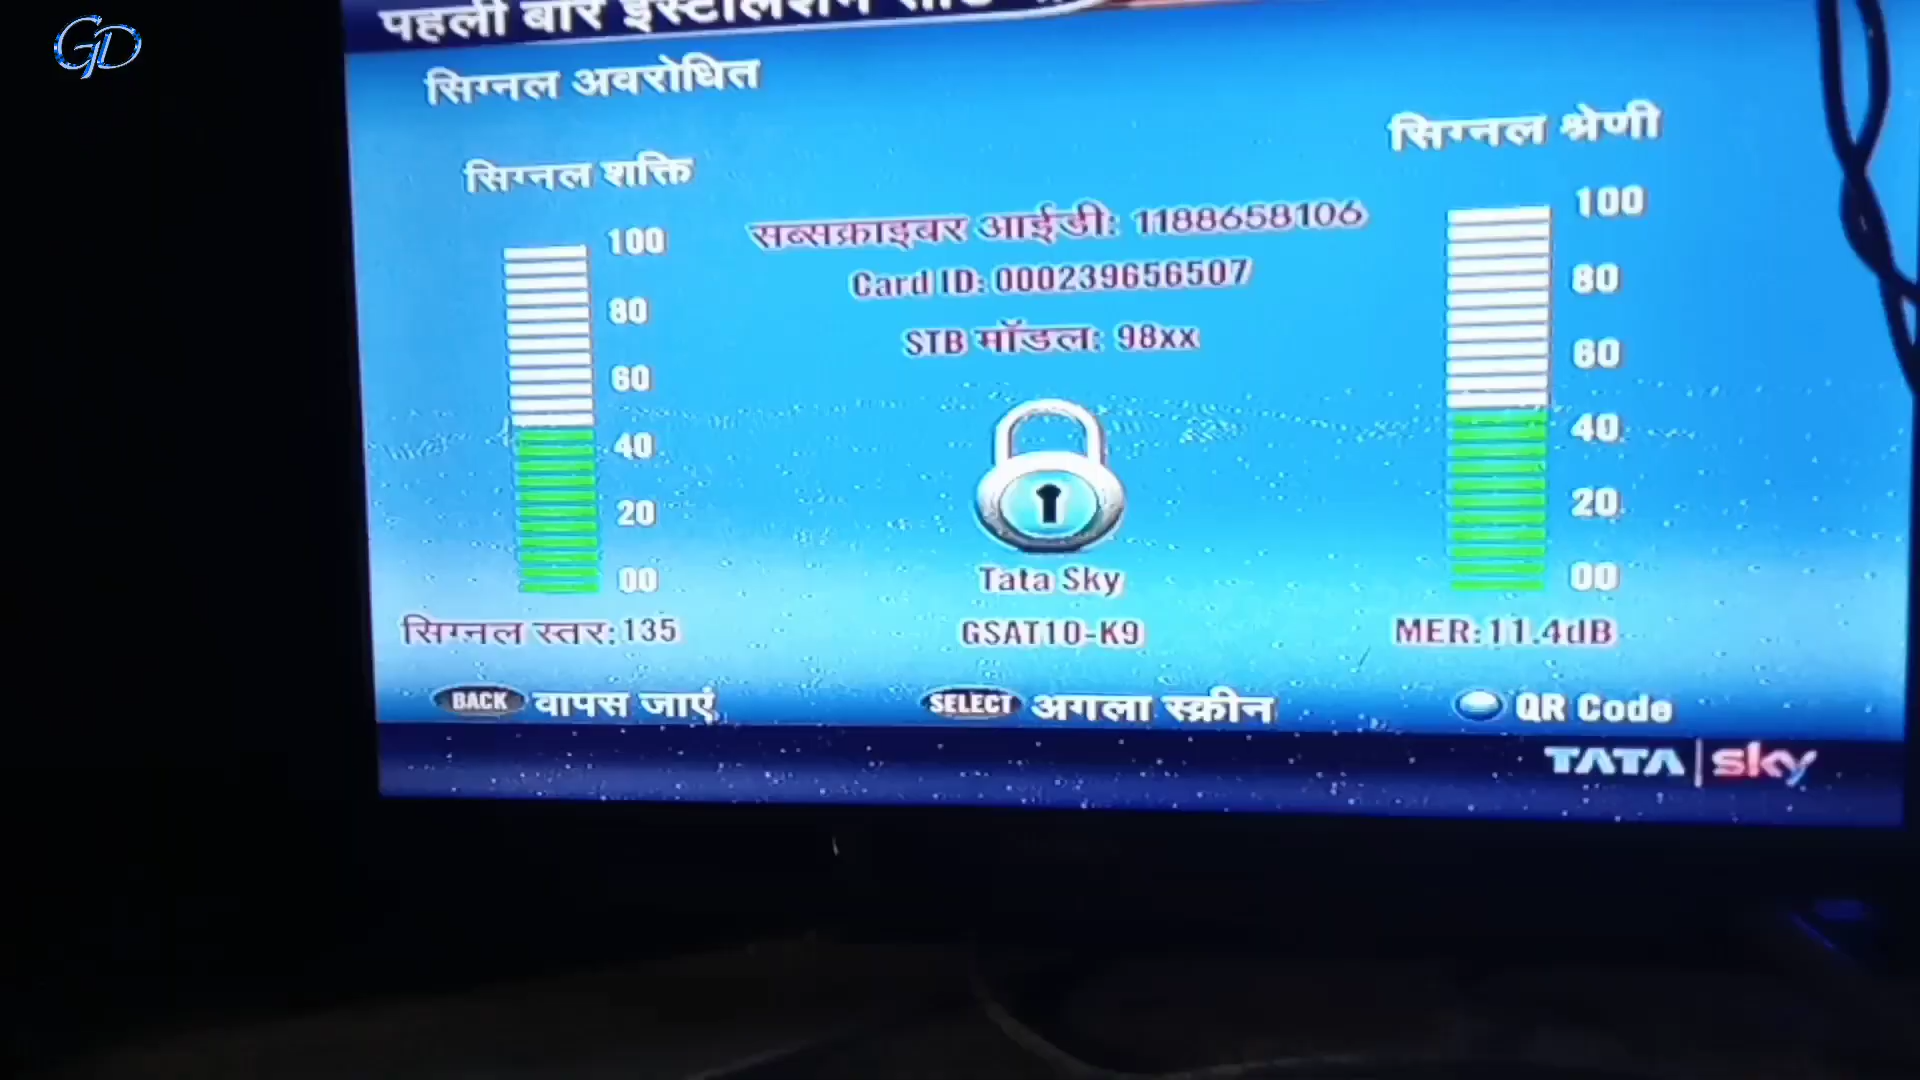 GD
पहली बार इंस्टॉलेशन
सिग्नल अवरोधित
सिग्नल शक्ति
सिग्नल श्रेणी
100
80
60
40
20
00
सब्सक्राइबर आईडी: 1188658106
Card ID: 000239656507
STB मॉडल: 98xx
100
80
60
40
20
00
Tata Sky
सिग्नल स्तर:135
GSAT10-K9
MER:11.4dB
BACK वापस जाएं
SELECT अगला स्क्रीन
QR Code
TATA sky